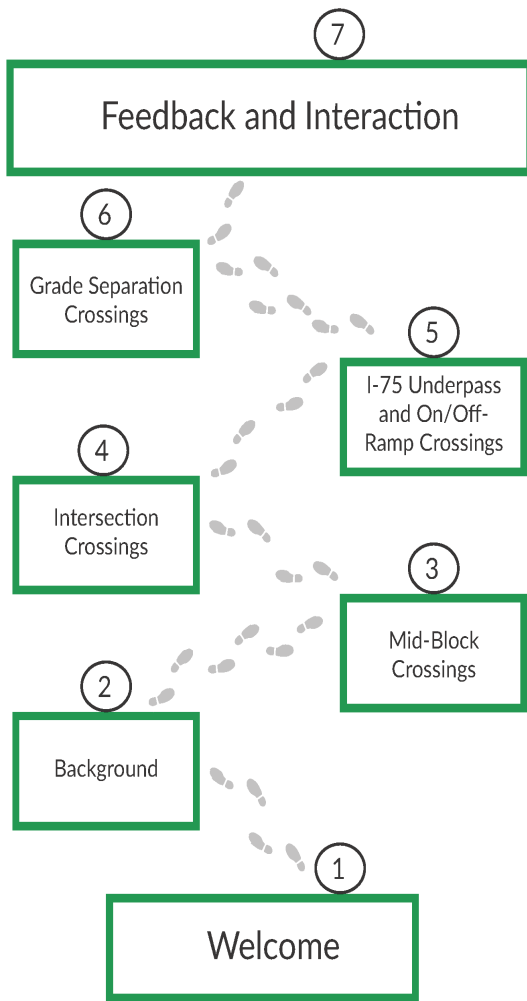 7
Feedback and Interaction
6
Grade Separation
Crossings
5
I-75 Underpass
and On/Off-
Ramp Crossings
4
Intersection
Crossings
3
Mid-Block
Crossings
2
Background
1
Welcome